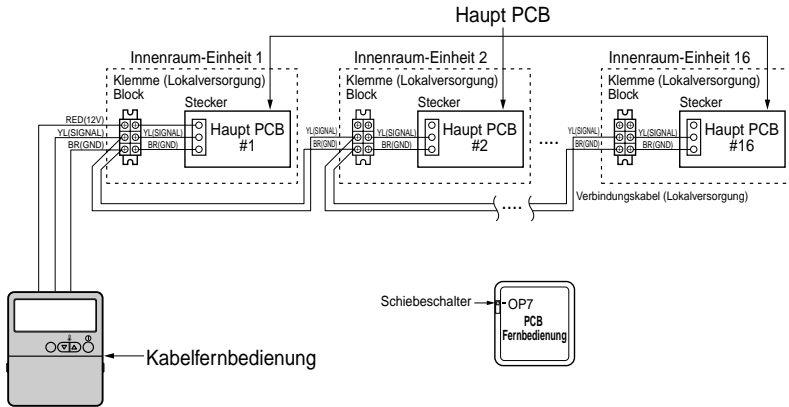 Haupt PCB
Innenraum-Einheit 1
Innenraum-Einheit 2
Innenraum-Einheit 16
Klemme (Lokalversorgung)
Block
Stecker
Klemme (Lokalversorgung)
Block
Stecker
Klemme (Lokalversorgung)
Block
Stecker
RED(12V)
YL(SIGNAL)
BR(GND)
YL(SIGNAL)
BR(GND)
Haupt PCB
#1
YL(SIGNAL)
BR(GND)
YL(SIGNAL)
BR(GND)
Haupt PCB
#2
....
YL(SIGNAL)
BR(GND)
YL(SIGNAL)
BR(GND)
Haupt PCB
#16
....
Verbindungskabel (Lokalversorgung)
Schiebeschalter
OP7
PCB
Fernbedienung
Kabelfernbedienung